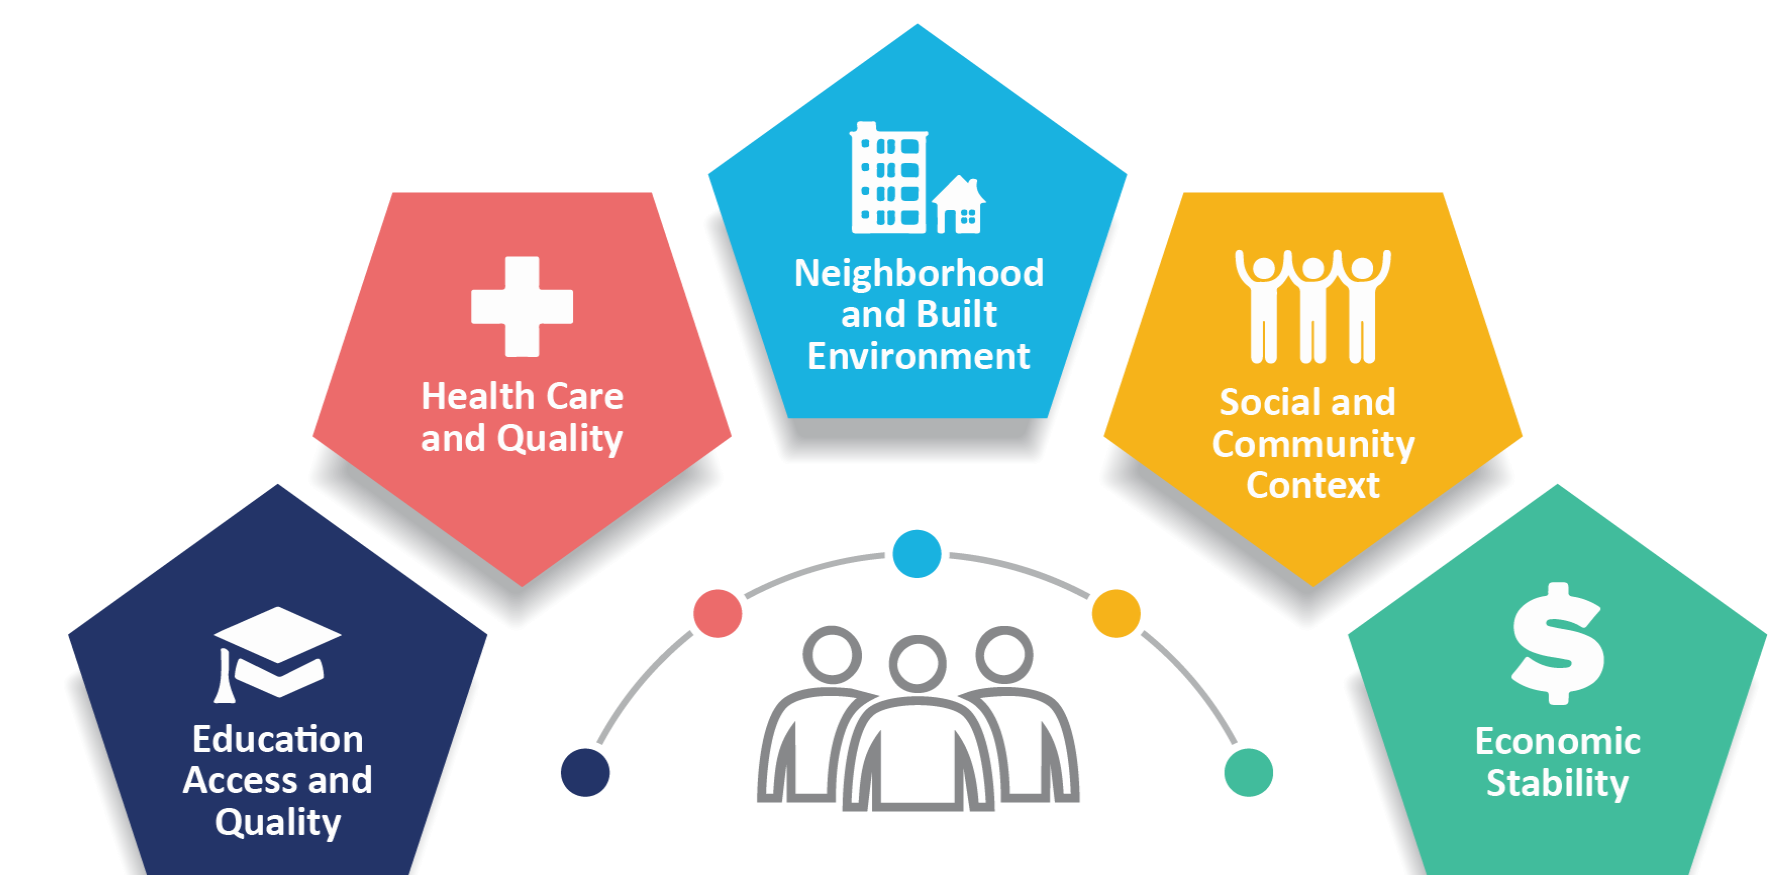 Neighborhood
and Built
Environment
Health Care
and Quality
Social and
Community
Context
Education
Access and
Quality
Economic
Stability